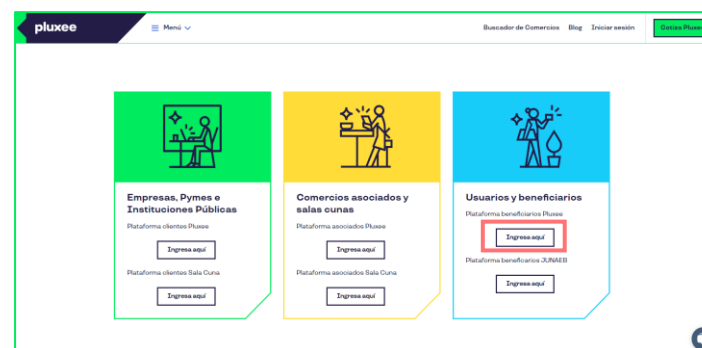 pluxee
Menú
Buscador de Comercios Blog Iniciar sesión
Empresas, Pymes e
Instituciones Públicas
Plataforma clientes Pluxee
Ingresa aquí
Plataforma clientes Sala Cuna
Ingresa aquí
Comercios asociados y
salas cunas
Plataforma asociados Pluxee
Ingresa aquí
Plataforma asociados Sala Cuna
Ingresa aquí
Usuarios y beneficiarios
Plataforma beneficiarios Pluxee
Ingresa aquí
Plataforma beneficiarios JUNAEB
Ingresa aquí